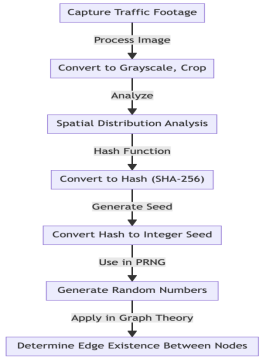 Capture Traffic Footage
Process Image
Convert to Grayscale, Crop
Analyze
Spatial Distribution Analysis
Hash Function
Convert to Hash (SHA-256)
Generate Seed
Convert Hash to Integer Seed
Use in PRNG
Generate Random Numbers
Apply in Graph Theory
Determine Edge Existence Between Nodes